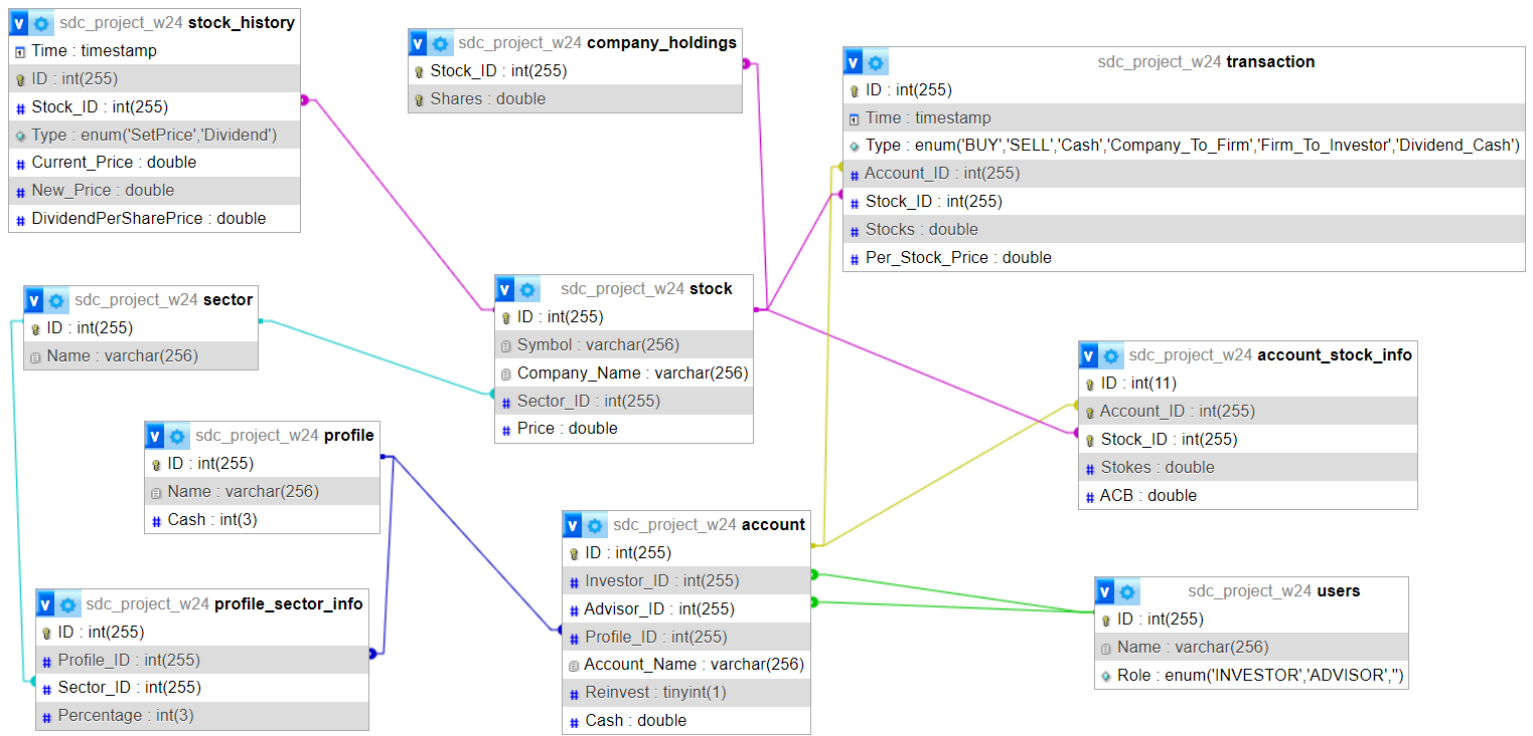 sdc_project_w24 stock_history
Time : timestamp
ID : int(255)
Stock_ID : int(255)
Type : enum('SetPrice','Dividend')
Current_Price : double
New_Price : double
DividendPerSharePrice : double
sdc_project_w24 company_holdings
Stock_ID : int(255)
Shares : double
sdc_project_w24 transaction
ID : int(255)
Time : timestamp
Type : enum('BUY','SELL','Cash','Company_To_Firm','Firm_To_Investor','Dividend_Cash')
Account_ID : int(255)
Stock_ID : int(255)
Stocks : double
Per_Stock_Price : double
sdc_project_w24 sector
ID : int(255)
Name : varchar(256)
sdc_project_w24 stock
ID : int(255)
Symbol : varchar(256)
Company_Name : varchar(256)
Sector_ID : int(255)
Price : double
sdc_project_w24 account_stock_info
ID : int(11)
Account_ID : int(255)
Stock_ID : int(255)
Stokes : double
ACB : double
sdc_project_w24 profile
ID : int(255)
Name : varchar(256)
Cash : int(3)
sdc_project_w24 account
ID : int(255)
Investor_ID : int(255)
Advisor_ID : int(255)
Profile_ID : int(255)
Account_Name : varchar(256)
Reinvest : tinyint(1)
Cash : double
sdc_project_w24 profile_sector_info
ID : int(255)
Profile_ID : int(255)
Sector_ID : int(255)
Percentage : int(3)
sdc_project_w24 users
ID : int(255)
Name : varchar(256)
Role : enum('INVESTOR','ADVISOR','')